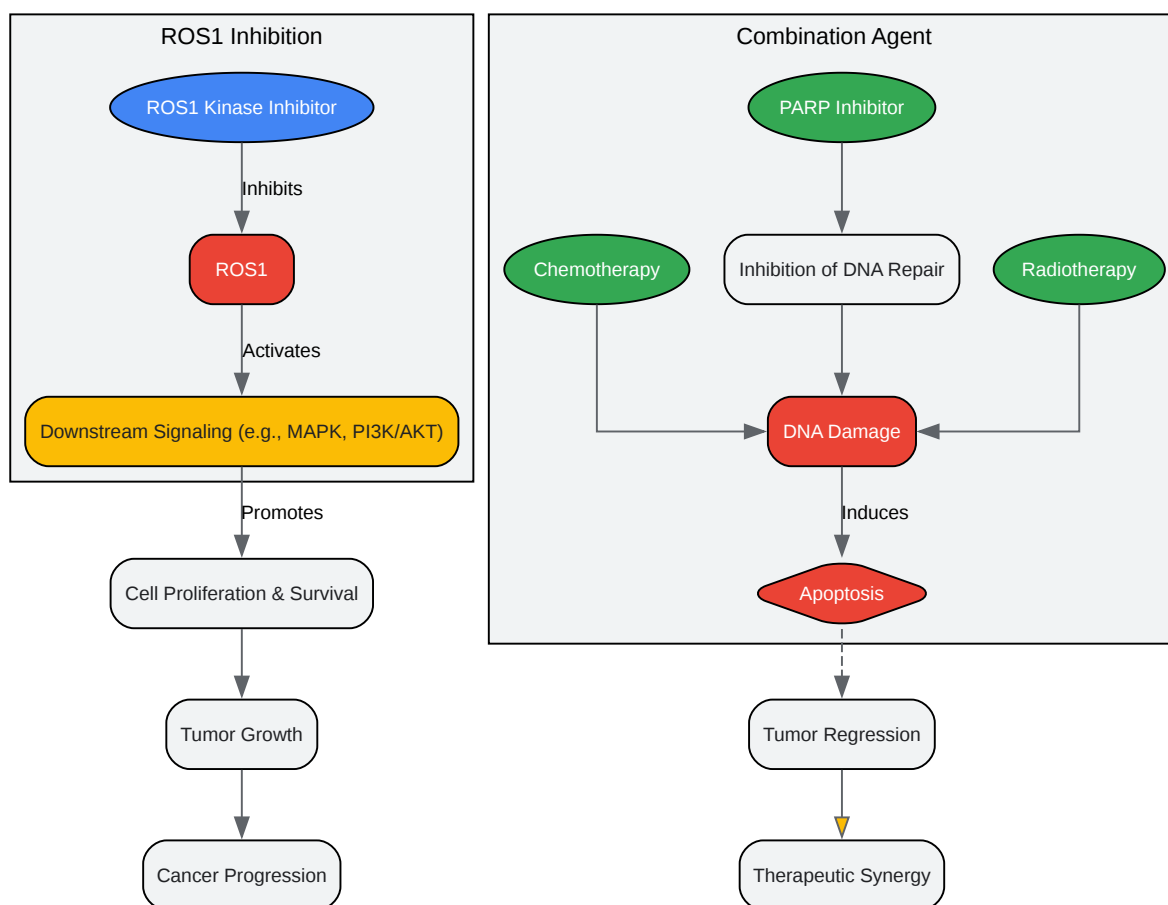 ROS1 Inhibition
ROS1 Kinase Inhibitor
Inhibits
ROS1
Activates
Downstream Signaling (e.g., MAPK, PI3K/AKT)
Promotes
Cell Proliferation & Survival
Tumor Growth
Cancer Progression
Combination Agent
PARP Inhibitor
Chemotherapy
Inhibition of DNA Repair
Radiotherapy
DNA Damage
Induces
Apoptosis
Tumor Regression
Therapeutic Synergy